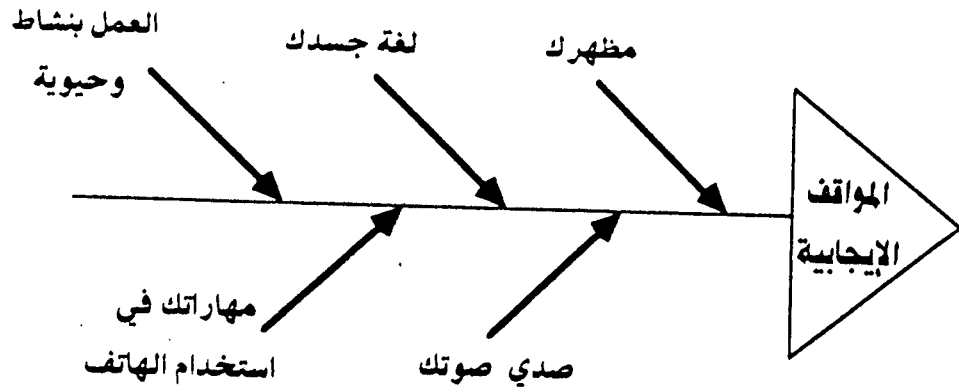 مظهرك
لغة جسدك
العمل بنشاط
وحيوية
المواقف
الإيجابية
صدي صوتك
مهاراتك في
استخدام الهاتف